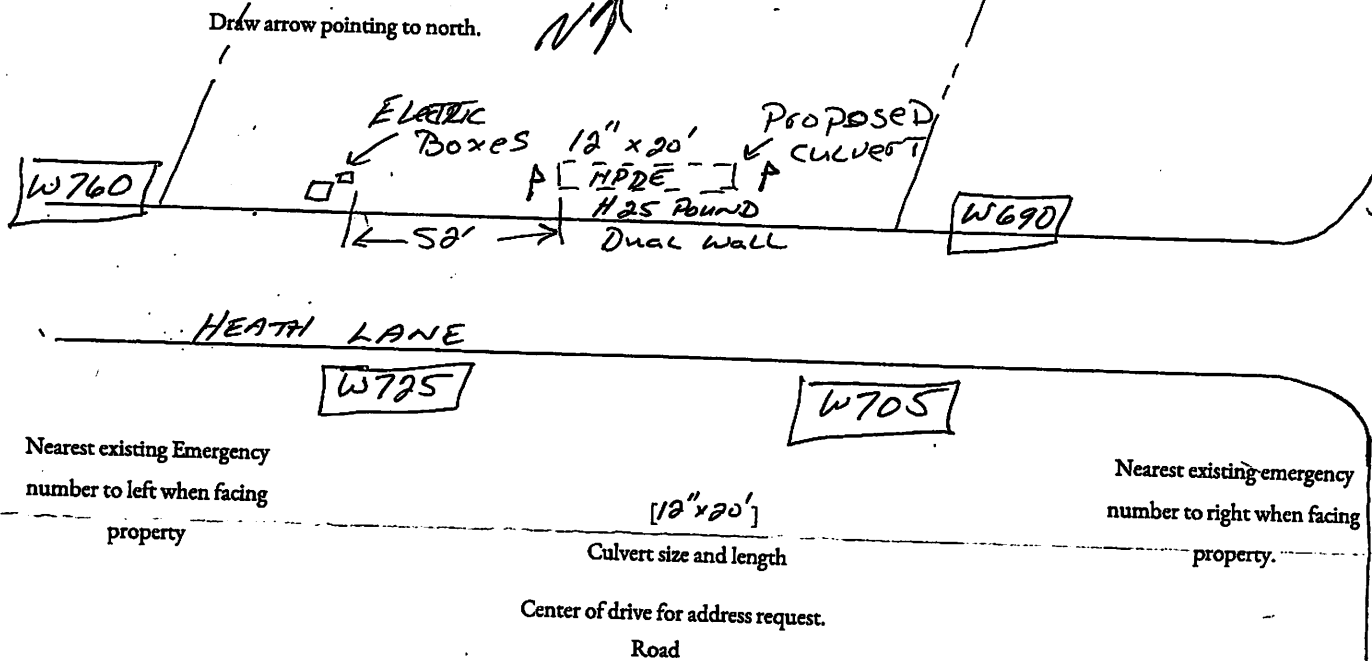 Draw arrow pointing to north.
N
ELECTRIC
BOXES
12" x 20'
PROPOSED
CULVERT
W760
P
HPDE
P
H25 POUND
W690
52'
DUAL WALL
HEATH LANE
W725
W705
Nearest existing Emergency
number to left when facing
property
[12"x20']
Culvert size and length
Nearest existing emergency
number to right when facing
property.
Center of drive for address request.
Road